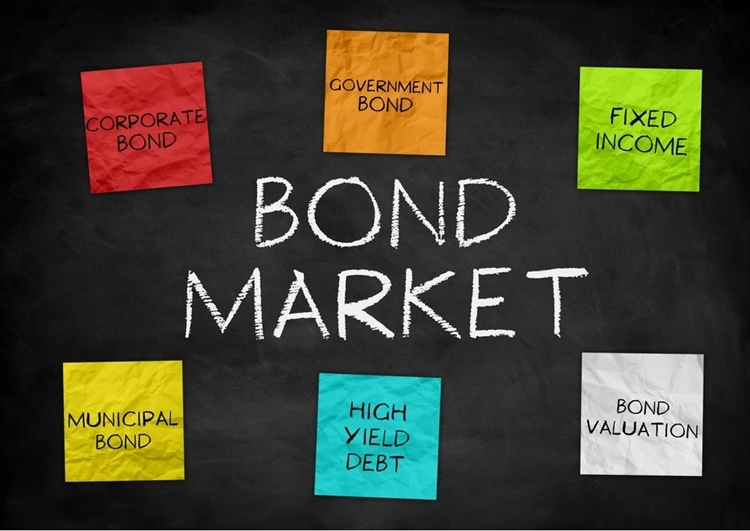 CORPORATE
BOND
GOVERNMENT
BOND
FIXED
INCOME
BOND
MARKET
MUNICIPAL
BOND
HIGH
YIELD
DEBT
BOND
VALUATION